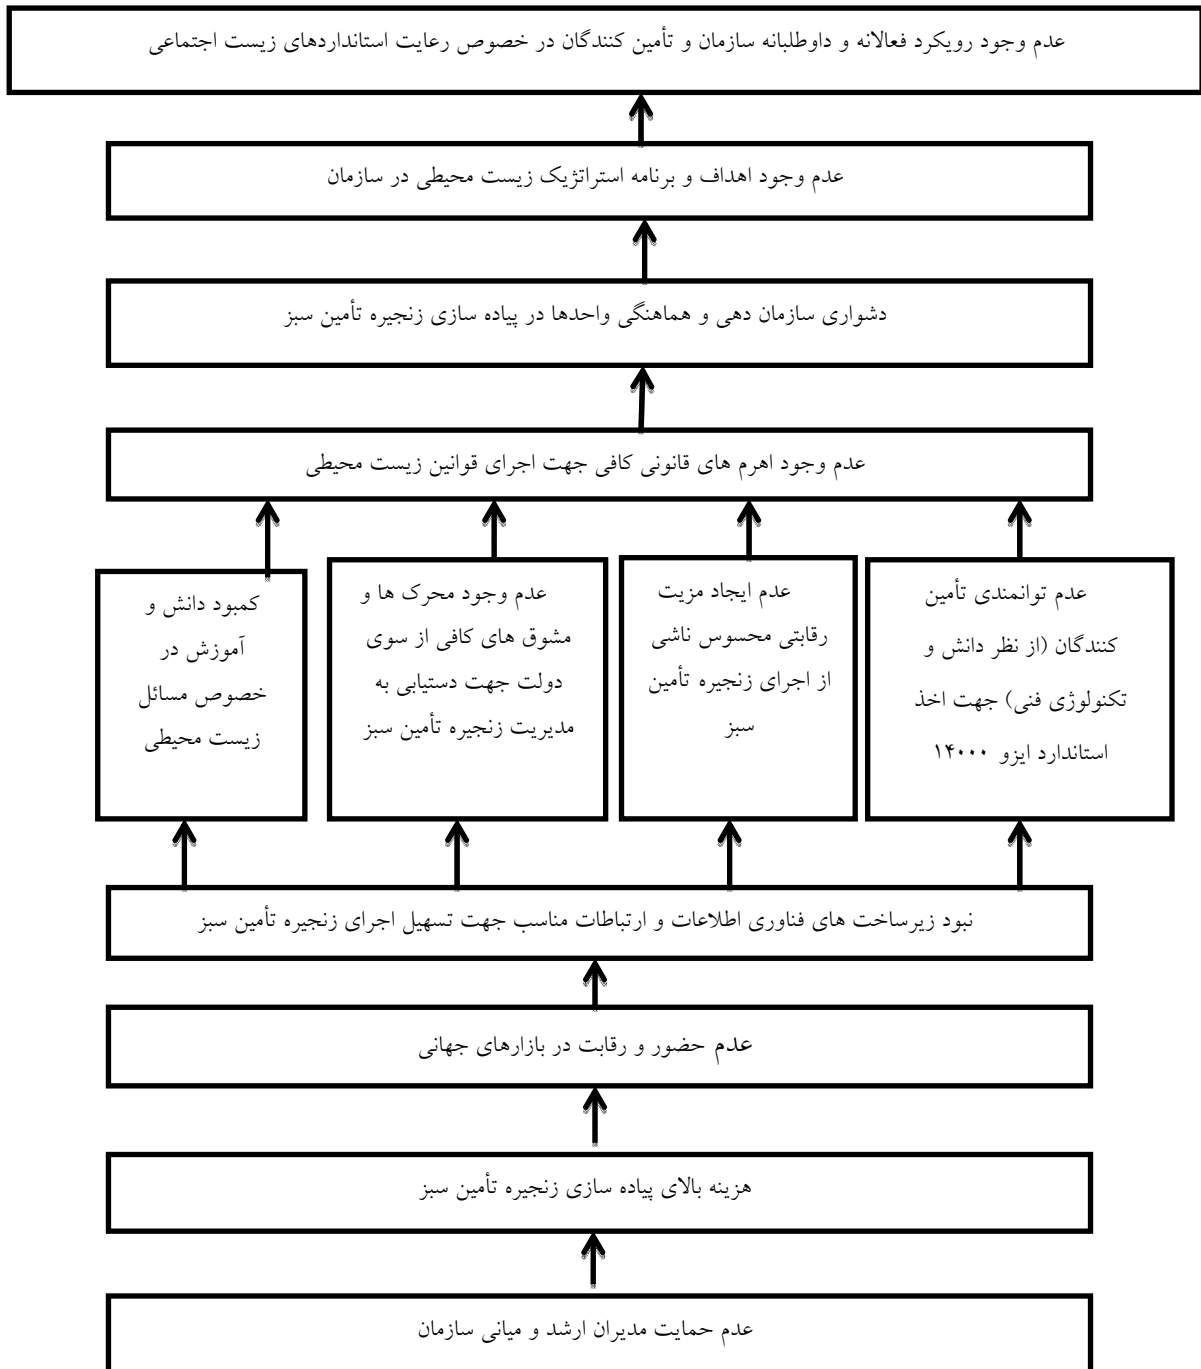 عدم وجود رویکرد فعالانه و داوطلبانه سازمان و تأمین کنندگان در خصوص رعایت استانداردهای زیست اجتماعی
عدم وجود اهداف و برنامه استراتژیک زیست محیطی در سازمان
دشواری سازمان دهی و هماهنگی واحدها در پیاده سازی زنجیره تأمین سبز
عدم وجود اهرم های قانونی کافی جهت اجرای قوانین زیست محیطی
عدم توانمندی تأمین
کنندگان (از نظر دانش و
تکنولوژی فنی) جهت اخذ
استاندارد ایزو ۱۴۰۰۰
عدم ایجاد مزیت
رقابتی محسوس ناشی
از اجرای زنجیره تأمین
سبز
عدم وجود محرک ها و
مشوق های کافی از سوی
دولت جهت دستیابی به
مدیریت زنجیره تأمین سبز
کمبود دانش و
آموزش در
خصوص مسائل
زیست محیطی
نبود زیرساخت های فناوری اطلاعات و ارتباطات مناسب جهت تسهیل اجرای زنجیره تأمین سبز
عدم حضور و رقابت در بازارهای جهانی
هزینه بالای پیاده سازی زنجیره تأمین سبز
عدم حمایت مدیران ارشد و میانی سازمان